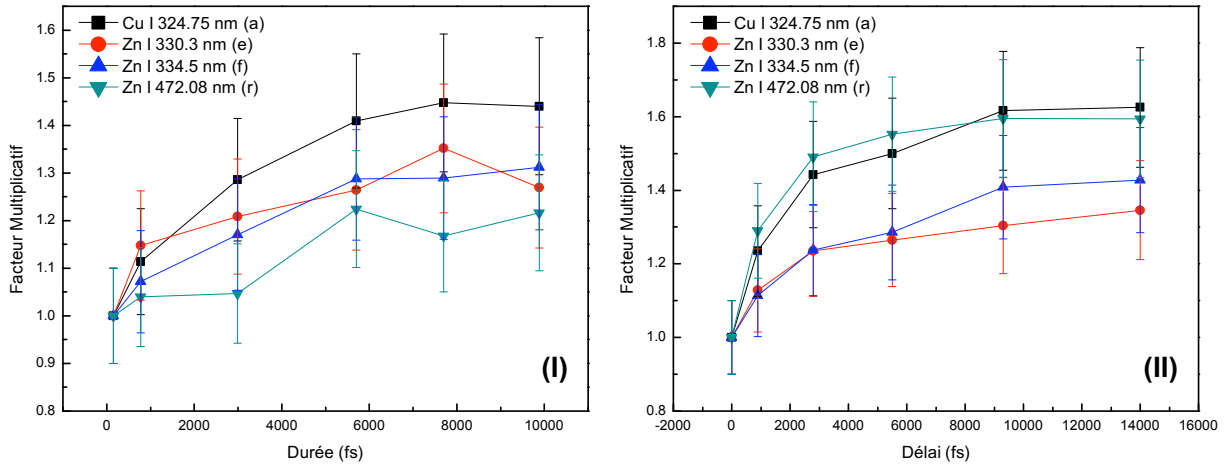 Cu I 324.75 nm (a)
Zn I 330.3 nm (e)
Zn I 334.5 nm (f)
Zn I 472.08 nm (r)
Facteur Multiplicatif
1.6
1.5
1.4
1.3
1.2
1.1
1.0
0.9
0.8
0 2000 4000 6000 8000 10000
Durée (fs)
(I)
Cu I 324.75 nm (a)
Zn I 330.3 nm (e)
Zn I 334.5 nm (f)
Zn I 472.08 nm (r)
Facteur Multiplicatif
1.8
1.6
1.4
1.2
1.0
0.8
-2000 0 2000 4000 6000 8000 10000 12000 14000 16000
Délai (fs)
(II)